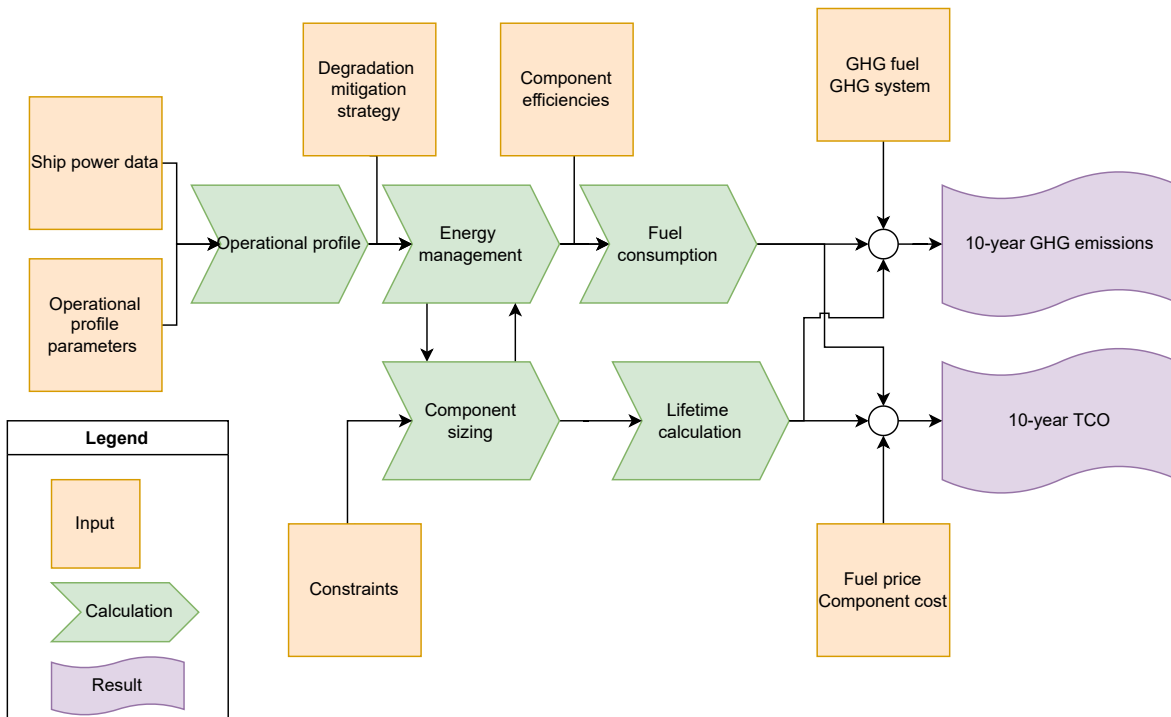 GHG fuel
GHG system
Degradation
mitigation
strategy
Component
efficiencies
Ship power data
Operational profile
Energy
management
Fuel
consumption
10-year GHG emissions
Operational
profile
parameters
Component
sizing
Lifetime
calculation
10-year TCO
Legend
Input
Calculation
Result
Constraints
Fuel price
Component cost